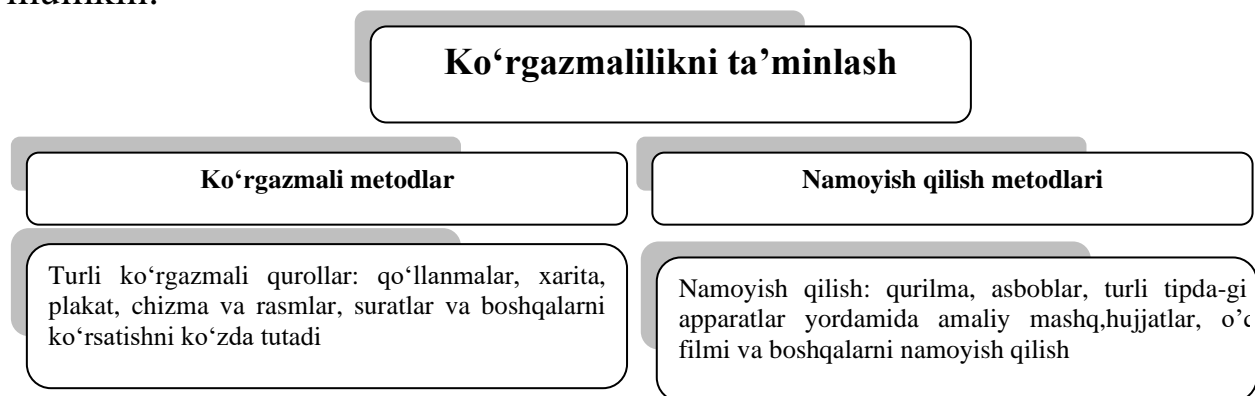 Ko‘rgazmalilikni ta’minlash
Ko‘rgazmali metodlar
Namoyish qilish metodlari
Turli ko‘rgazmali qurollar: qo‘llanmalar, xarita,
plakat, chizma va rasmlar, suratlar va boshqalarni
ko‘rsatishni ko‘zda tutadi
Namoyish qilish: qurilma, asboblar, turli tipda-gi
apparatlar yordamida amaliy mashq,hujjatlar,
filmi va boshqalarni namoyish qilish